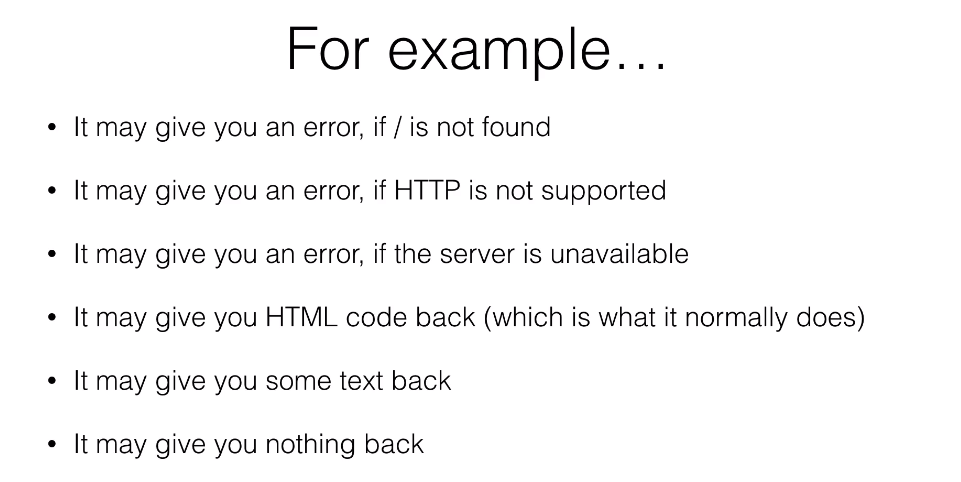 For example…
• It may give you an error, if / is not found
• It may give you an error, if HTTP is not supported
• It may give you an error, if the server is unavailable
• It may give you HTML code back (which is what it normally does)
• It may give you some text back
• It may give you nothing back